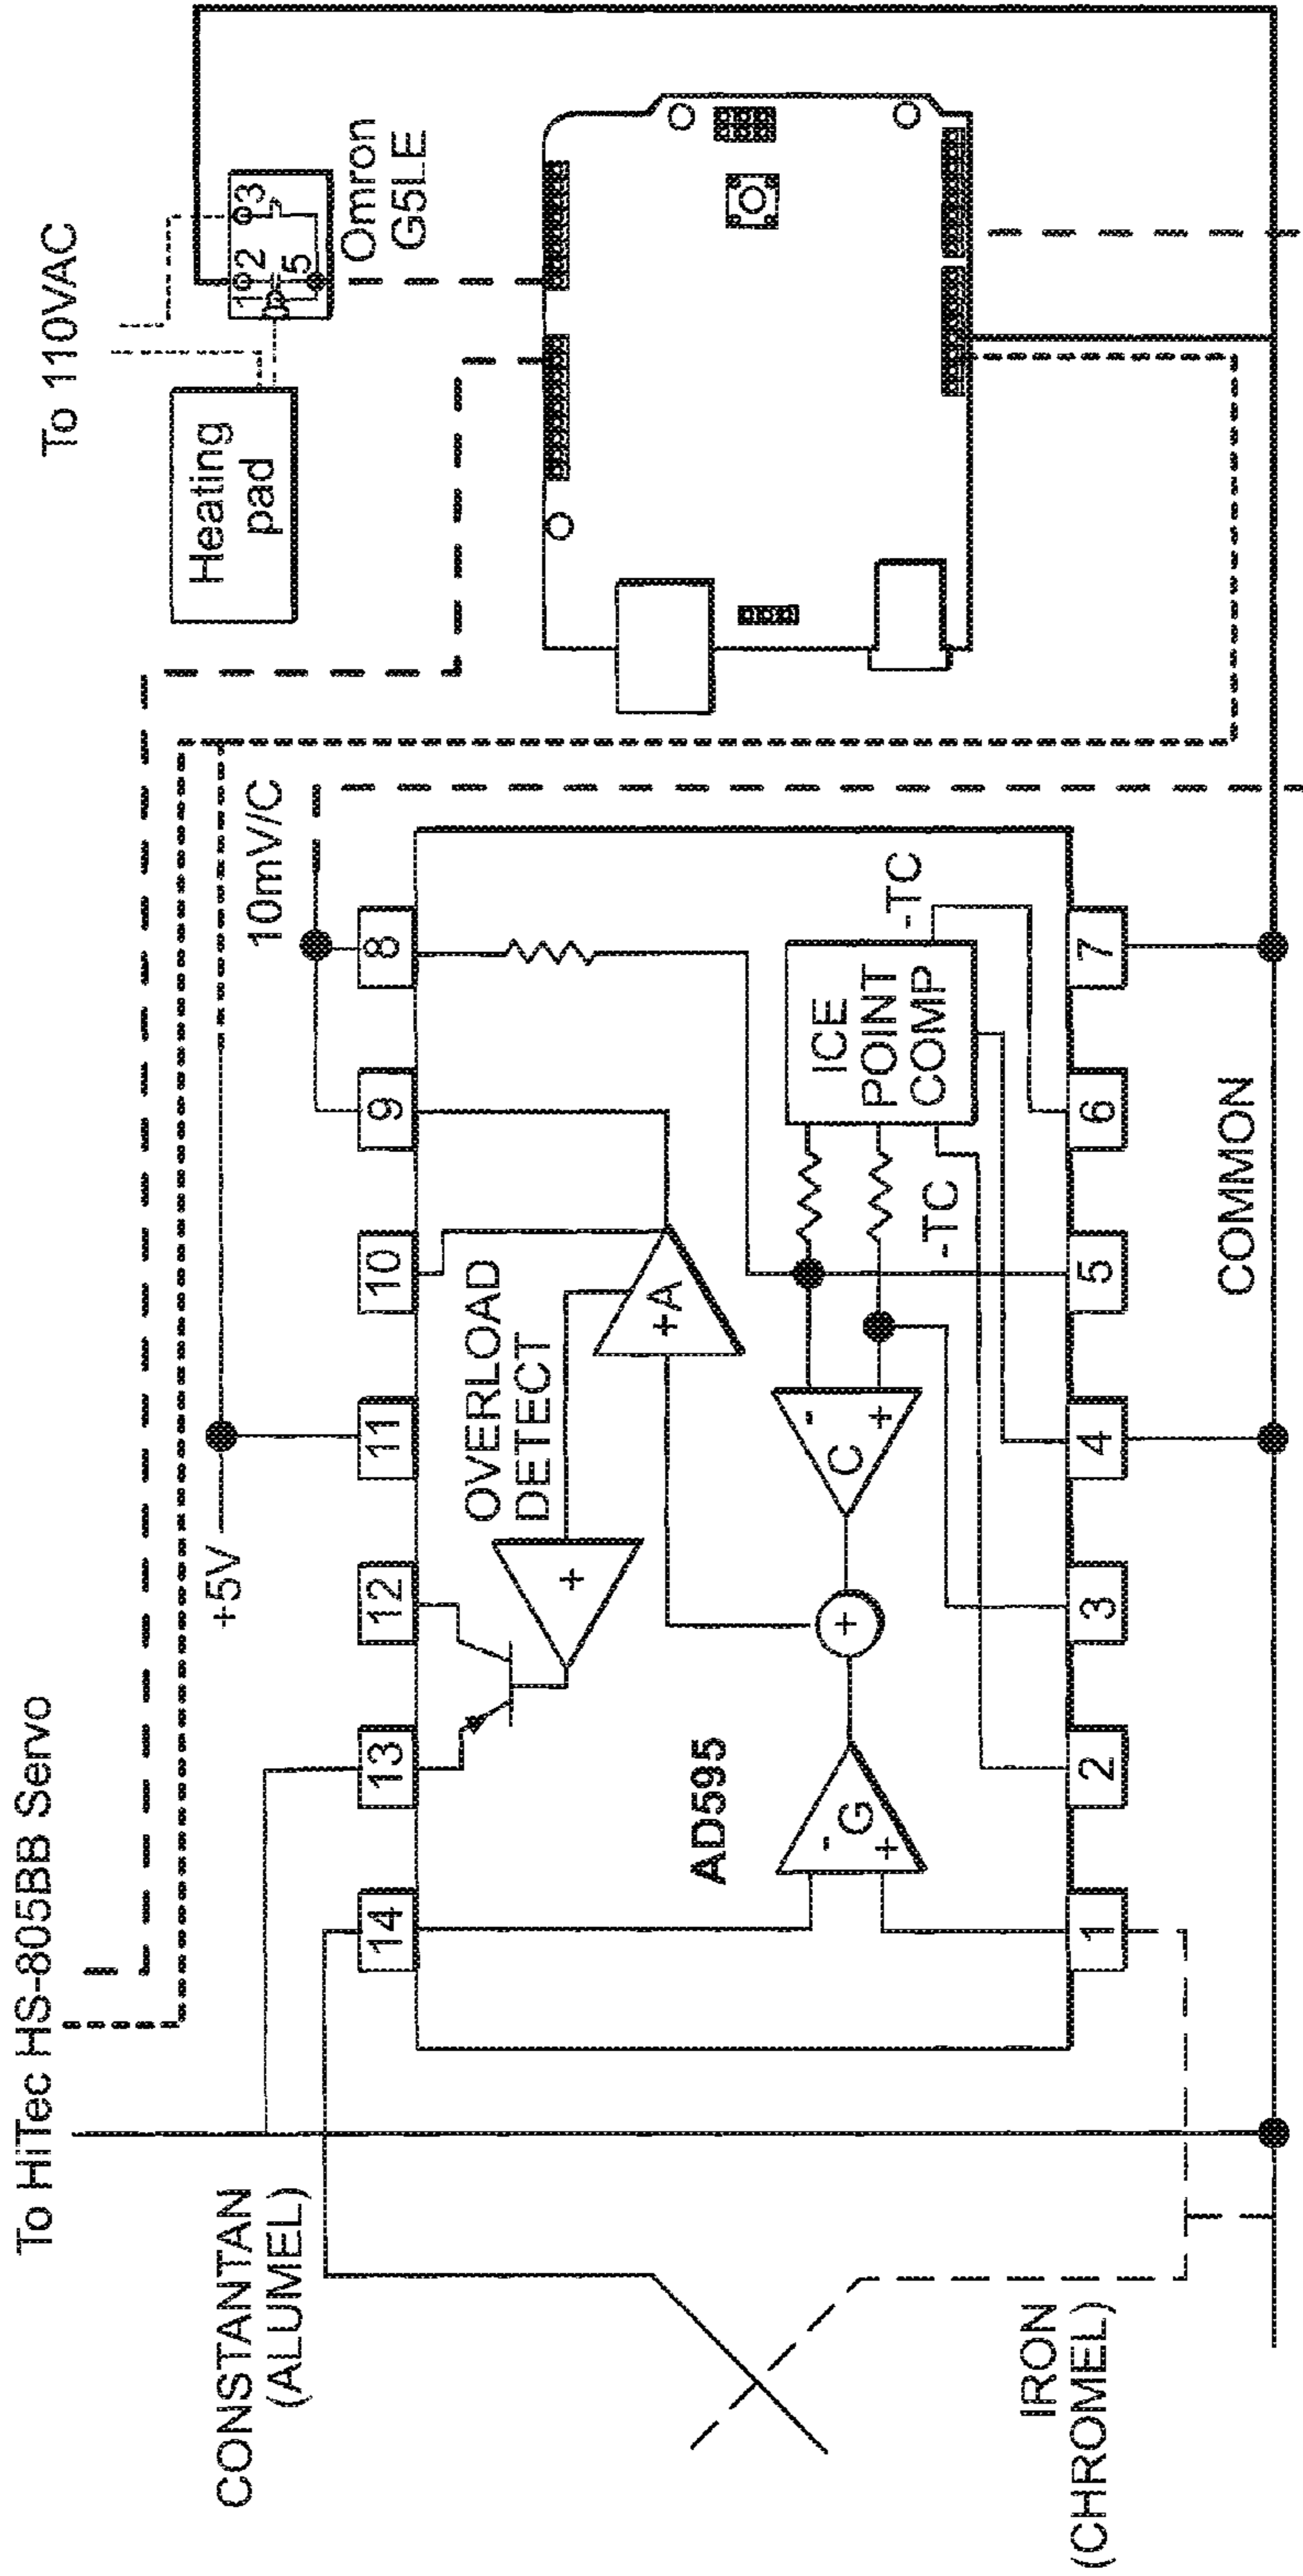 To HiTec HS-805BB Servo
To 110VAC
CONSTANTAN
(ALUMEL)
+5V
10mV/C
Heating
pad
1
2
3
5
Omron
G5LE
14
13
12
11
10
9
8
OVERLOAD
DETECT
+
+A
AD595
-
G
+
+
C
-
+
ICE
POINT
COMP
-TC
-TC
1
2
3
4
5
6
7
IRON
(CHROMEL)
COMMON